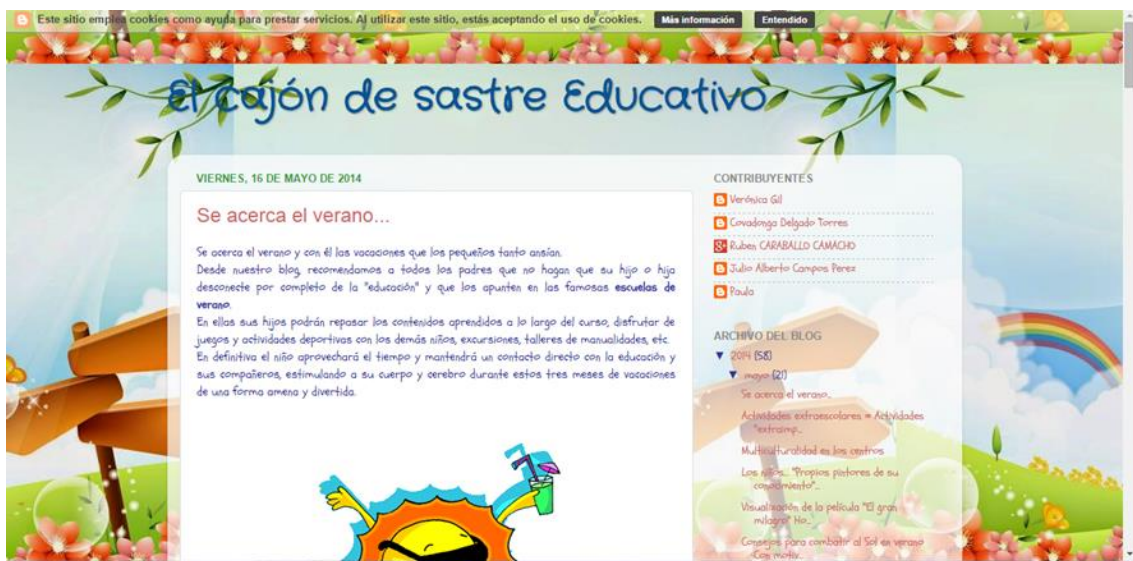 Este sitio emplea cookies como ayuda para prestar servicios. Al utilizar este sitio, estás aceptando el uso de cookies. Más información Entendido
El cajón de sastre Educativo
VIERNES, 16 DE MAYO DE 2014
Se acerca el verano...
Se acerca el verano y con él las vacaciones que los pequeños tanto ansían.
Desde nuestro blog, recomendamos a todos los padres que no hagan que su hijo o hija
desconecte por completo de la "educación" y que los apunten en las famosas escuelas de
verano.
En ellas sus hijos podrán repasar los contenidos aprendidos a lo largo del curso, disfrutar de
juegos y actividades deportivas con los demás niños, excursiones, talleres de manualidades, etc.
En definitiva el niño aprovechará el tiempo y mantendrá un contacto directo con la educación y
sus compañeros, estimulando a su cuerpo y cerebro durante estos tres meses de vacaciones
de una forma amena y divertida.
CONTRIBUYENTES
Verónica Gil
Covadonga Delgado Torres
Ruben CARABALLO CAMACHO
Julio Alberto Campos Perez
Paula
ARCHIVO DEL BLOG
▼ 2014 (58)
▼ mayo (21)
Se acerca el verano...
Actividades extraescolares = Actividades
"extraimp...
Multiculturalidad en los centros
Los niños... "Propios pintores de su
conocimiento"...
Visualización de la película "El gran
milagro" No...
Consejos para combatir al Sol en verano
Con motiv...